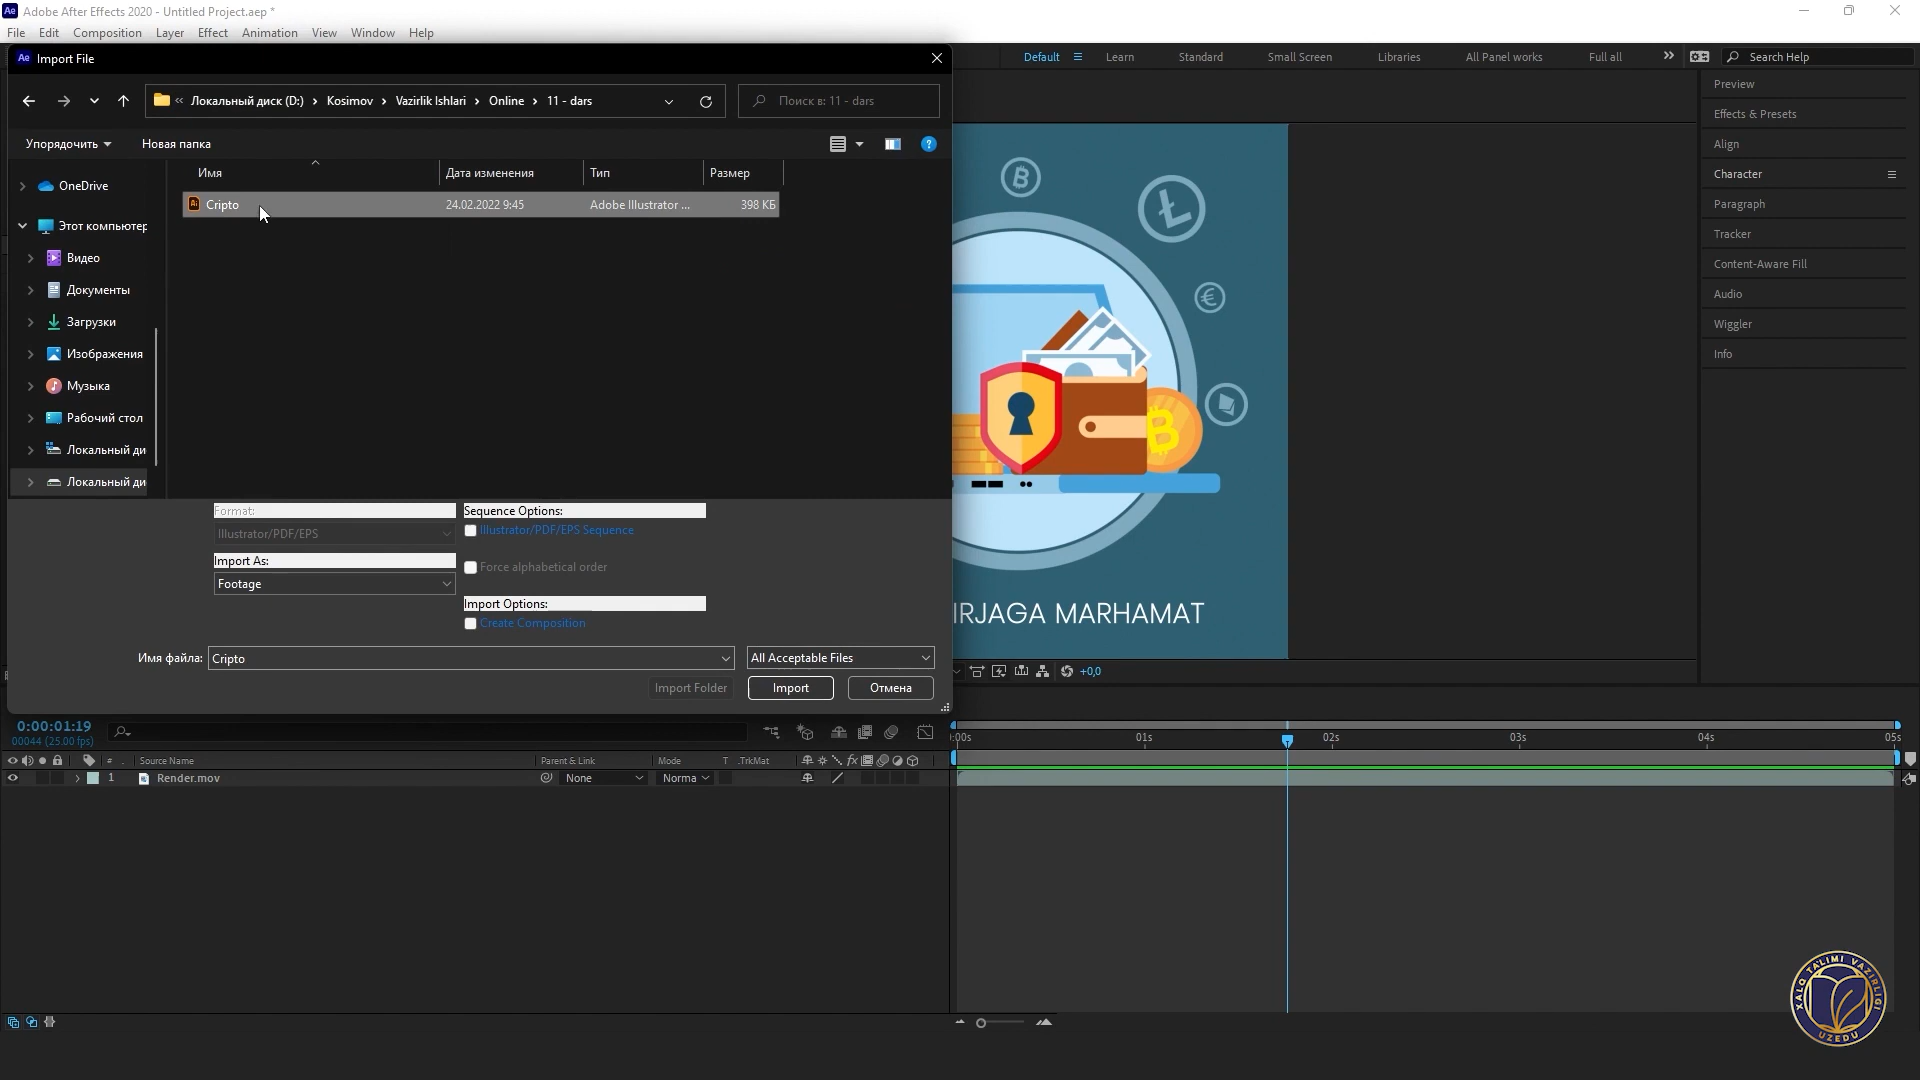 Adobe After Effects 2020 - Untitled Project.aep *
File Edit Composition Layer Effect Animation View Window Help
Import File
Default Learn Standard Small Screen Libraries All Panel works Full all Search Help
« Локальный диск (D:) › Kosimov › Vazirlik Ishlari › Online › 11 - dars
Поиск в: 11 - dars
Упорядочить Новая папка
Имя Дата изменения Тип Размер
Cripto 24.02.2022 9:45 Adobe Illustrator ... 398 КБ
OneDrive
Этот компьютер
Видео
Документы
Загрузки
Изображения
Музыка
Рабочий стол
Локальный ди
Локальный ди
Format:
Illustrator/PDF/EPS
Import As:
Footage
Sequence Options:
Illustrator/PDF/EPS Sequence
Force alphabetical order
Import Options:
Create Composition
Имя файла: Cripto
All Acceptable Files
Import Folder Import Отмена
IRJAGA MARHAMAT
+0,0
Preview
Effects & Presets
Align
Character
Paragraph
Tracker
Content-Aware Fill
Audio
Wiggler
Info
0:00:01:19
00044 (25.00 fps)
# Source Name Parent & Link Mode T .TrkMat
1 Render.mov None Norma
:00s 01s 02s 03s 04s 05s
XALQ TA'LIMI VAZIRLIGI
UZEDU